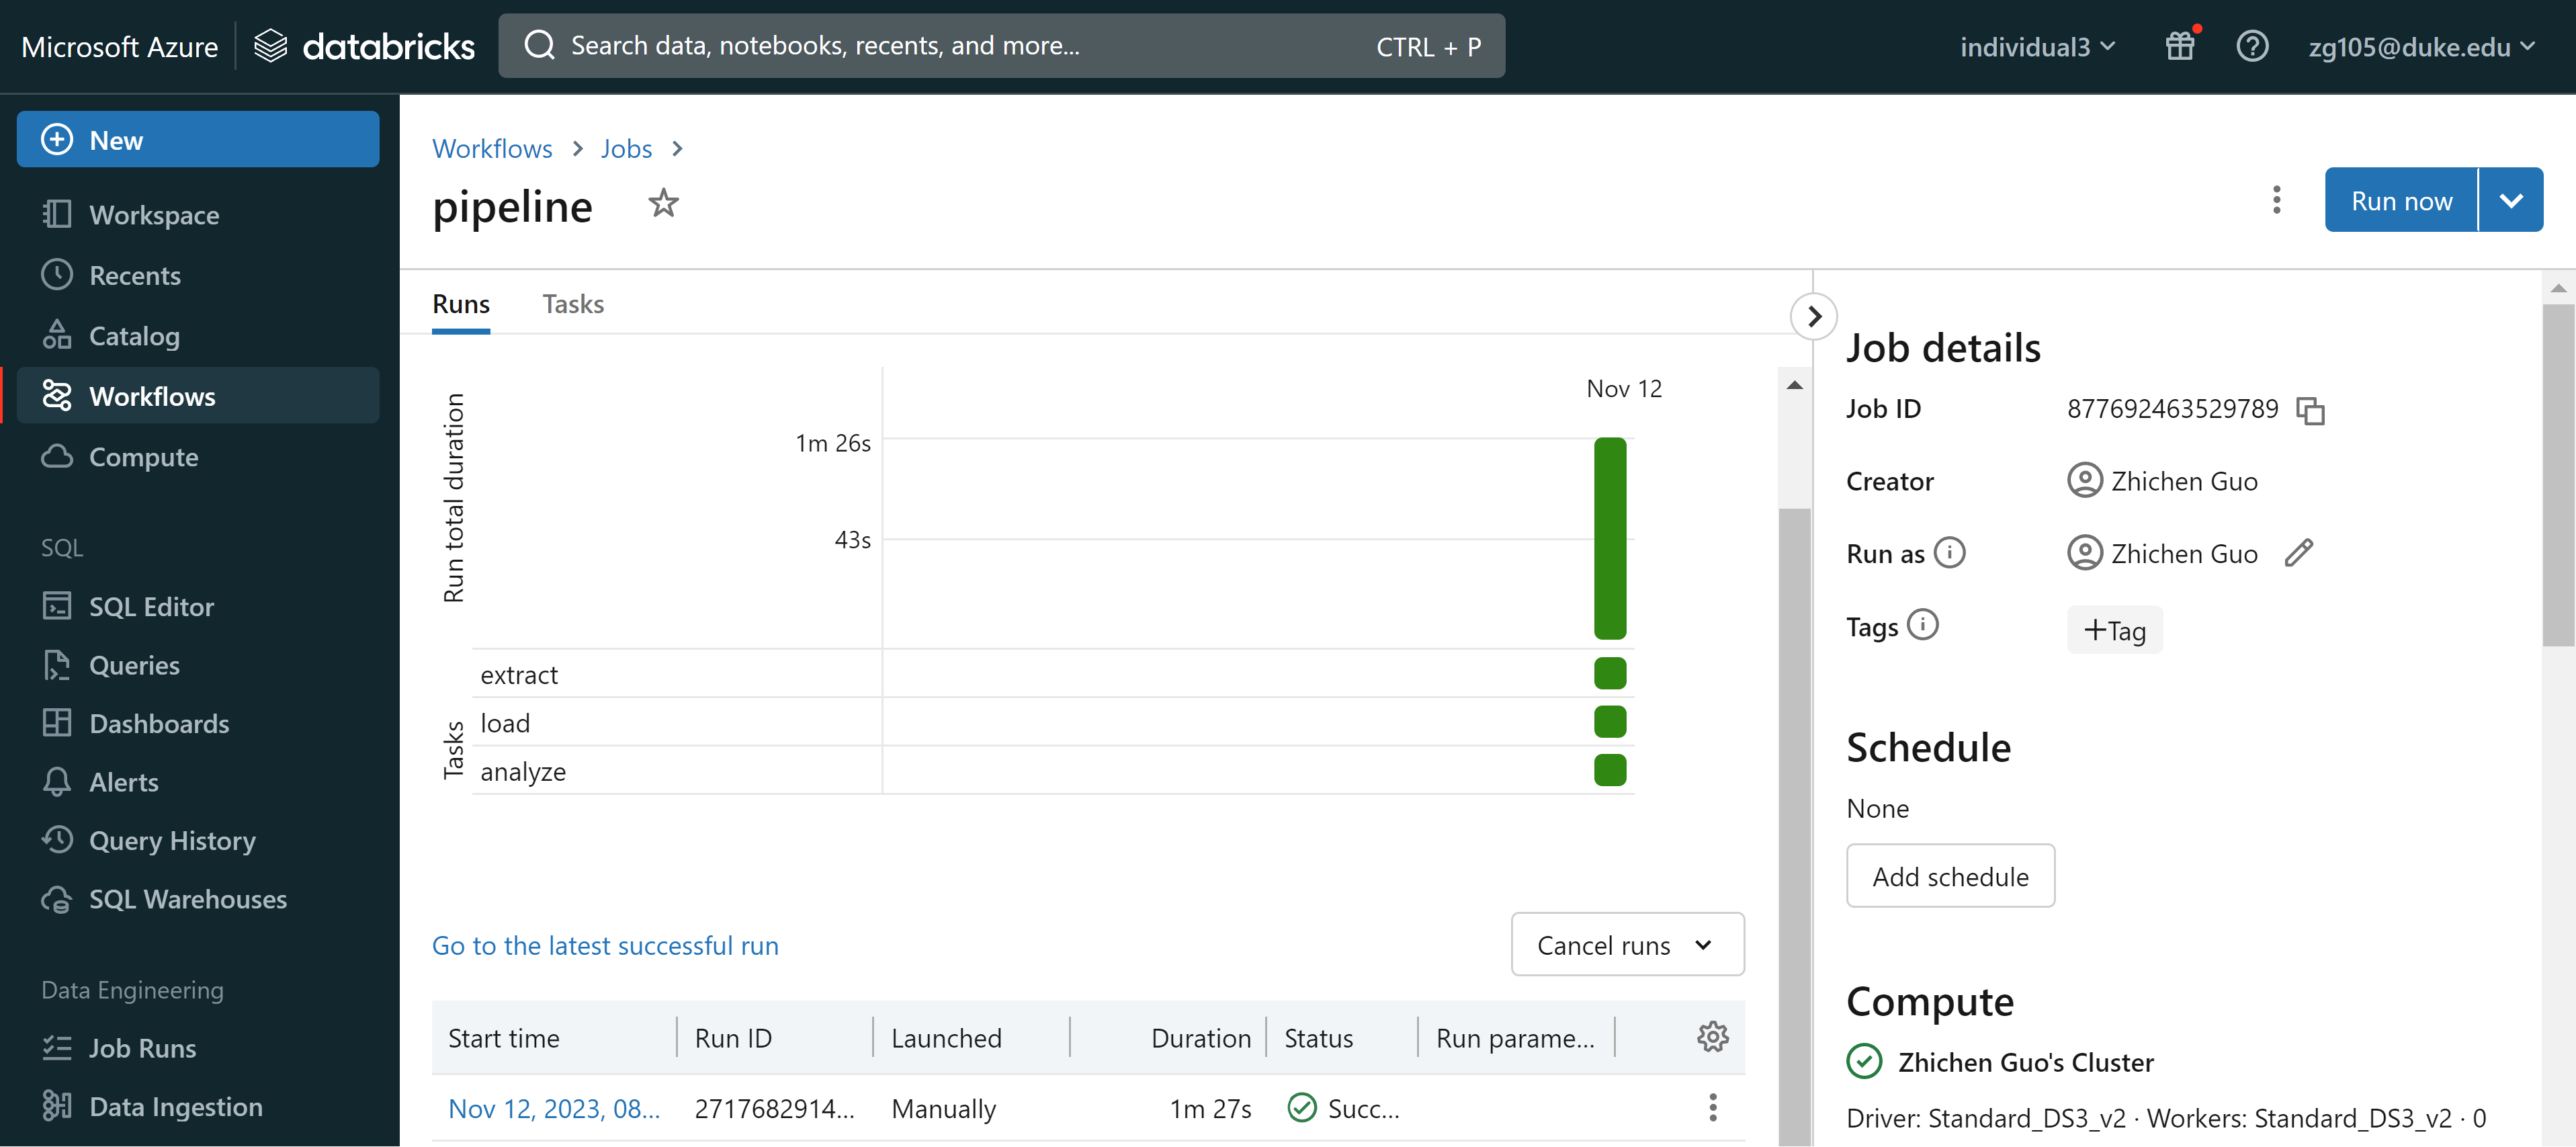 Microsoft Azure databricks Search data, notebooks, recents, and more... CTRL + P individual3 zg105@duke.edu
New
Workspace
Recents
Catalog
Workflows
Compute
SQL
SQL Editor
Queries
Dashboards
Alerts
Query History
SQL Warehouses
Data Engineering
Job Runs
Data Ingestion
Workflows > Jobs >
pipeline
Run now
Runs Tasks
Nov 12
Run total duration
1m 26s
43s
Tasks
extract
load
analyze
Go to the latest successful run
Cancel runs
Start time Run ID Launched Duration Status Run parame...
Nov 12, 2023, 08... 2717682914... Manually 1m 27s Succ...
Job details
Job ID 877692463529789
Creator Zhichen Guo
Run as Zhichen Guo
Tags +Tag
Schedule
None
Add schedule
Compute
Zhichen Guo's Cluster
Driver: Standard_DS3_v2 · Workers: Standard_DS3_v2 · 0